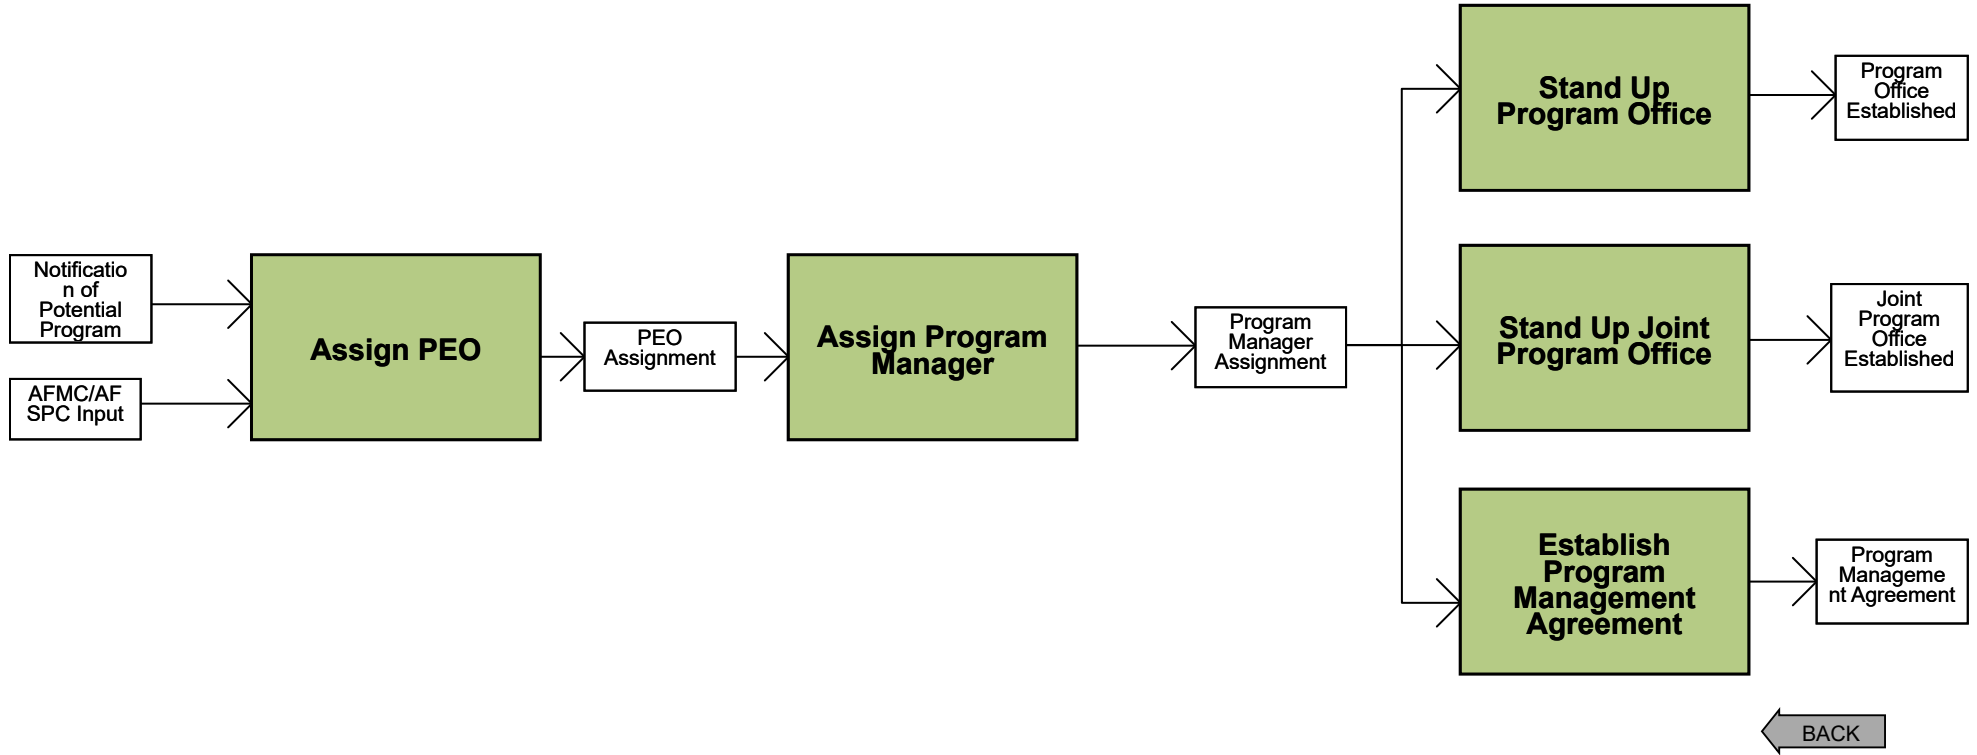 Notificatio
n of
Potential
Program
AFMC/AF
SPC Input
Assign PEO
PEO
Assignment
Assign Program
Manager
Program
Manager
Assignment
Stand Up
Program Office
Program
Office
Established
Stand Up Joint
Program Office
Joint
Program
Office
Established
Establish
Program
Management
Agreement
Program
Manageme
nt Agreement
BACK